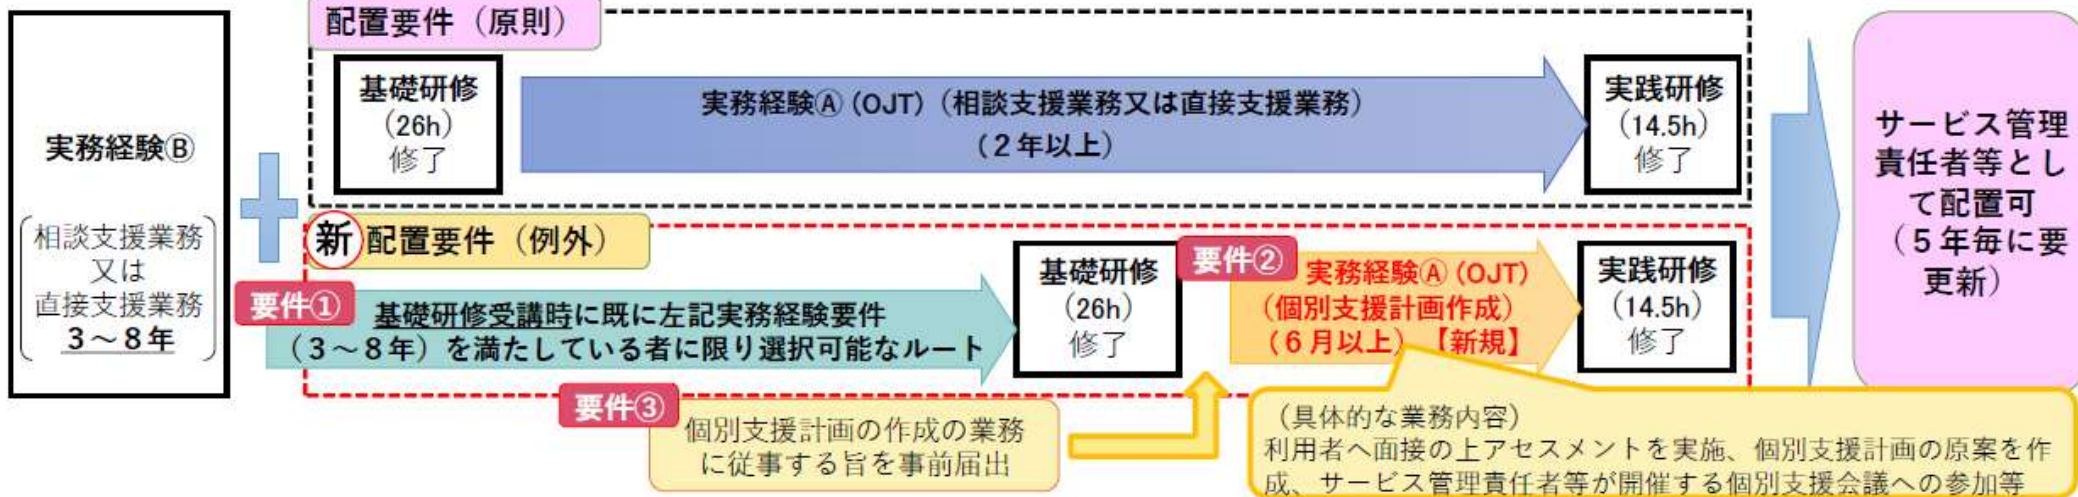 実務経験Ⓑ
相談支援業務
又は
直接支援業務
３～８年
配置要件（原則）
基礎研修
（26h）
修了
実務経験Ⓐ（OJT）（相談支援業務又は直接支援業務）
（２年以上）
実践研修
（14.5h）
修了
新 配置要件（例外）
要件①
基礎研修受講時に既に左記実務経験要件
（３～８年）を満たしている者に限り選択可能なルート
基礎研修
（26h）
修了
要件②
実務経験Ⓐ（OJT）
（個別支援計画作成）
（６月以上）【新規】
実践研修
（14.5h）
修了
要件③
個別支援計画の作成の業務
に従事する旨を事前届出
（具体的な業務内容）
利用者へ面接の上アセスメントを実施、個別支援計画の原案を作
成、サービス管理責任者等が開催する個別支援会議への参加等
サービス管理
責任者等とし
て配置可
（５年毎に要
更新）